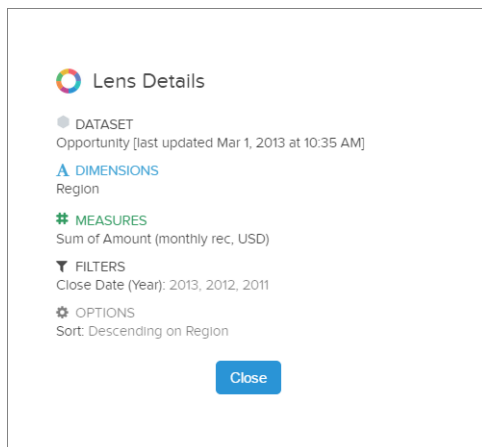 Lens Details
DATASET
Opportunity [last updated Mar 1, 2013 at 10:35 AM]
A DIMENSIONS
Region
# MEASURES
Sum of Amount (monthly rec, USD)
FILTERS
Close Date (Year): 2013, 2012, 2011
OPTIONS
Sort: Descending on Region
Close